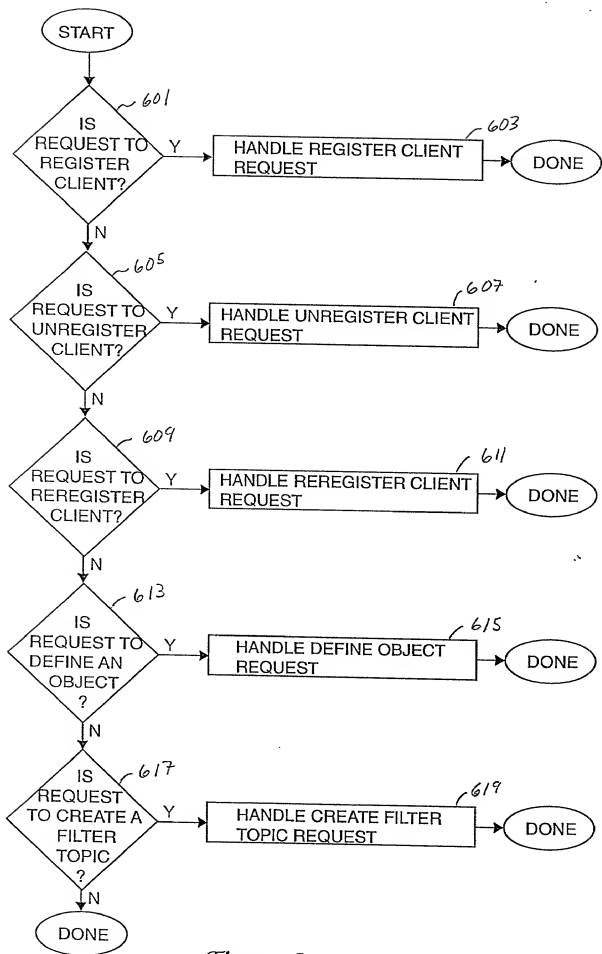 START
601
IS
REQUEST TO
REGISTER
CLIENT?
Y
HANDLE REGISTER CLIENT
REQUEST
603
DONE
N
605
IS
REQUEST TO
UNREGISTER
CLIENT?
Y
HANDLE UNREGISTER CLIENT
REQUEST
607
DONE
N
609
IS
REQUEST TO
REREGISTER
CLIENT?
Y
HANDLE REREGISTER CLIENT
REQUEST
611
DONE
N
613
IS
REQUEST TO
DEFINE AN
OBJECT
?
Y
HANDLE DEFINE OBJECT
REQUEST
615
DONE
N
617
IS
REQUEST
TO CREATE A
FILTER
TOPIC
?
Y
HANDLE CREATE FILTER
TOPIC REQUEST
619
DONE
N
DONE